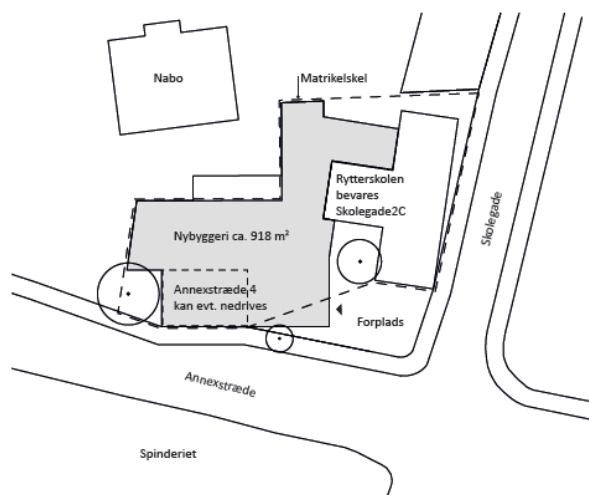 Nabo
Matrikelskel
Rytterskolen
bevares
Skolegade2C
Skolegade
Nybyggeri ca. 918 m²
Annexstræde 4
kan evt. nedrives
Forplads
Annexstræde
Spinderiet